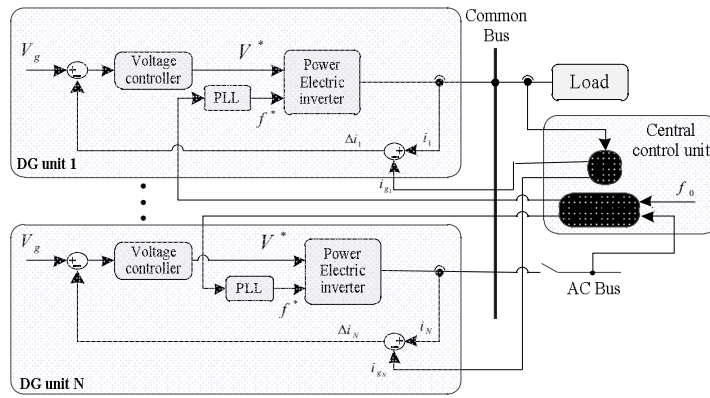 Common
Bus
V_g
Voltage
controller
V*
Power
Electric
inverter
PLL
f*
Load
Central
control unit
Δi_1
i_1
i_g1
f_0
DG unit 1
V_g
Voltage
controller
V*
Power
Electric
inverter
PLL
f*
AC Bus
Δi_N
i_N
i_gN
DG unit N